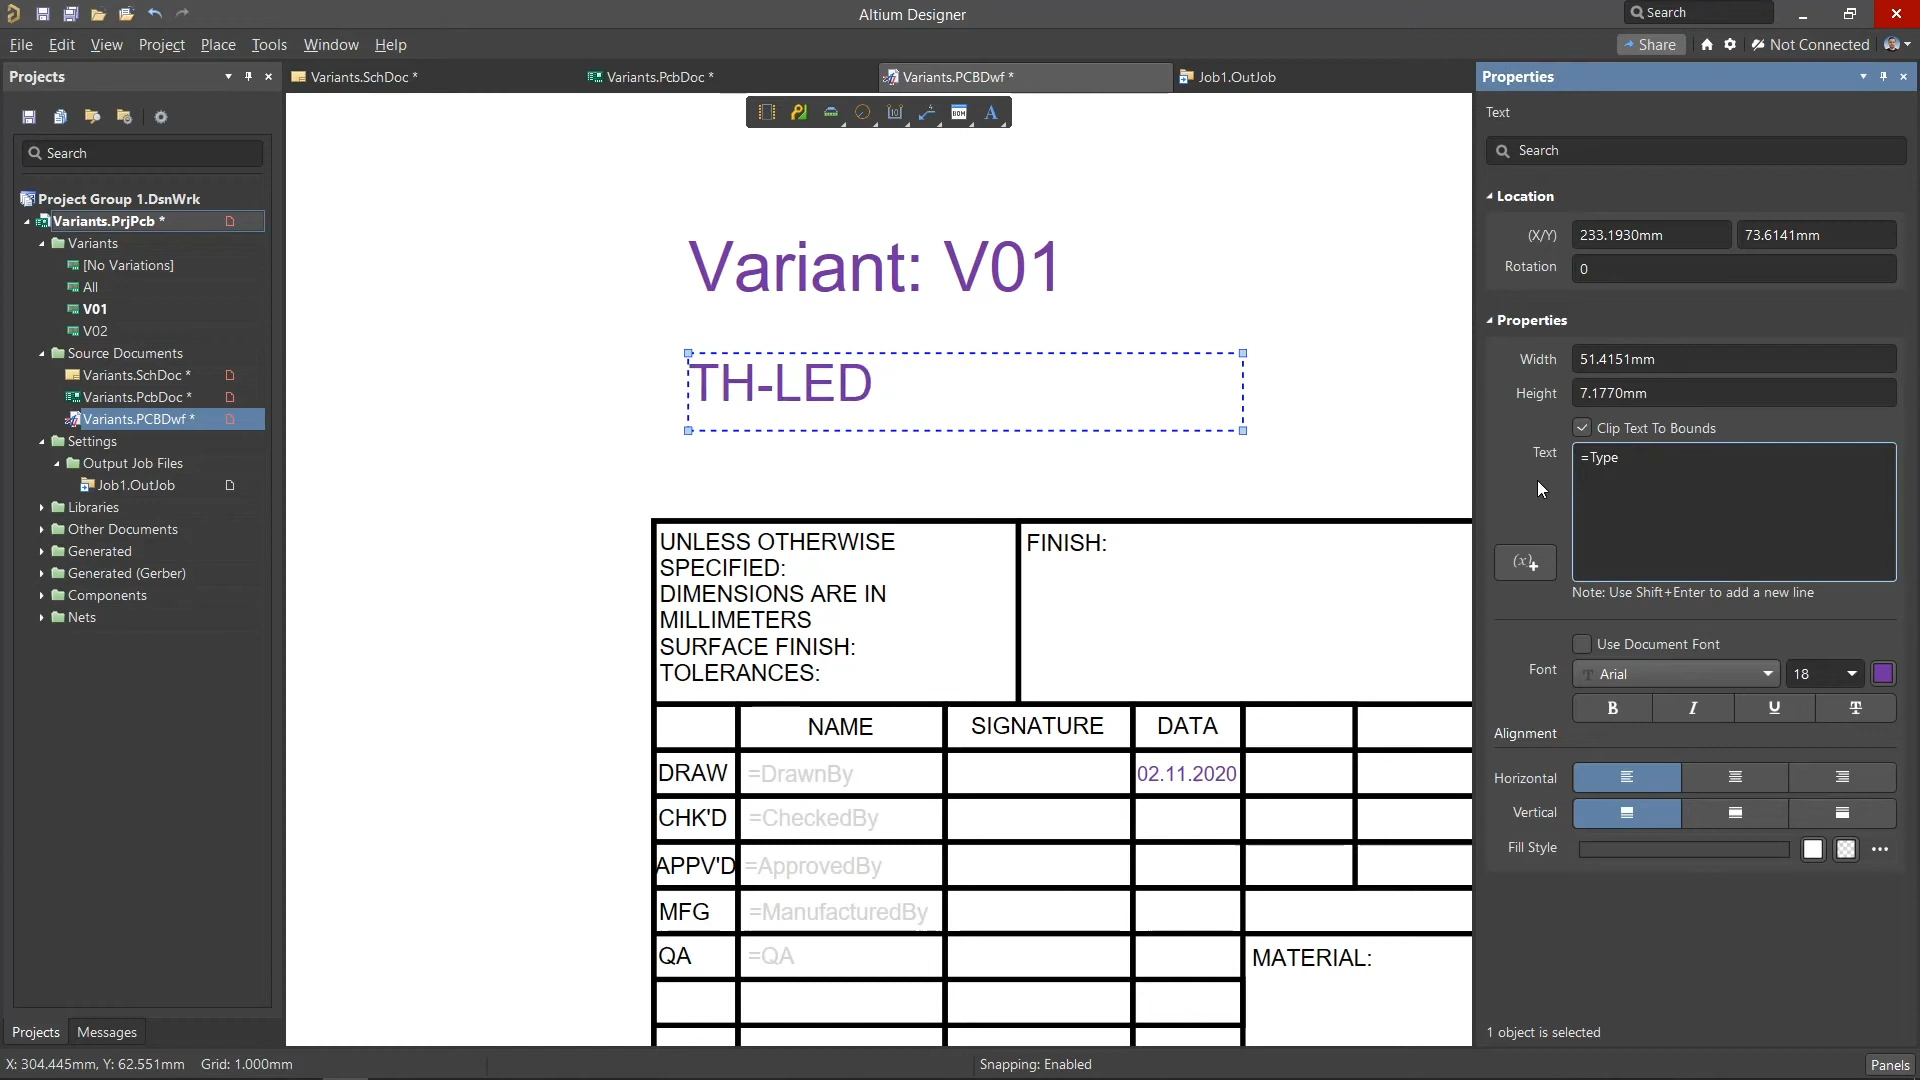 Altium Designer
Search
File Edit View Project Place Tools Window Help
Share
Not Connected
Projects
Variants.SchDoc *
Variants.PcbDoc *
Variants.PCBDwf *
Job1.OutJob
Properties
Search
Project Group 1.DsnWrk
Variants.PrjPcb *
Variants
[No Variations]
All
V01
V02
Source Documents
Variants.SchDoc *
Variants.PcbDoc *
Variants.PCBDwf *
Settings
Output Job Files
Job1.OutJob
Libraries
Other Documents
Generated
Generated (Gerber)
Components
Nets
Projects
Messages
BOM
A
Variant: V01
TH-LED
UNLESS OTHERWISE
SPECIFIED:
DIMENSIONS ARE IN
MILLIMETERS
SURFACE FINISH:
TOLERANCES:
FINISH:
NAME SIGNATURE DATA
DRAW =DrawnBy 02.11.2020
CHK'D =CheckedBy
APPV'D =ApprovedBy
MFG =ManufacturedBy
QA =QA
MATERIAL:
Text
Search
Location
(X/Y) 233.1930mm 73.6141mm
Rotation 0
Properties
Width 51.4151mm
Height 7.1770mm
Clip Text To Bounds
Text =Type
(x)
Note: Use Shift+Enter to add a new line
Use Document Font
Font Arial 18
B I U T
Alignment
Horizontal
Vertical
Fill Style
1 object is selected
X: 304.445mm, Y: 62.551mm Grid: 1.000mm
Snapping: Enabled
Panels